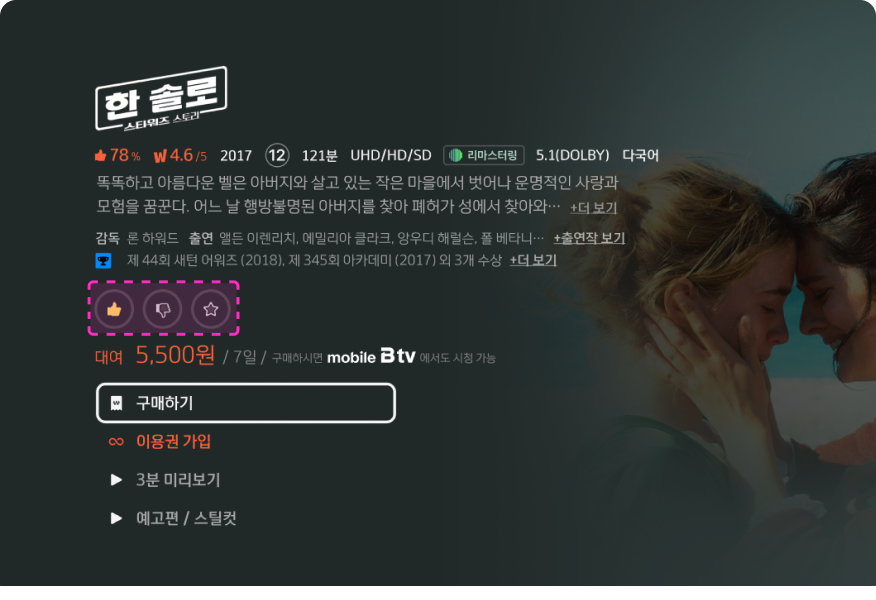 한 솔로
스타워즈 스토리
78% W 4.6/5 2017 12 121분 UHD/HD/SD 리마스터링 5.1(DOLBY) 다국어
똑똑하고 아름다운 벨은 아버지와 살고 있는 작은 마을에서 벗어나 운명적인 사랑과
모험을 꿈꾼다. 어느 날 행방불명된 아버지를 찾아 폐허가 성에서 찾아와… +더 보기
감독 론 하워드 출연 앨든 이렌리치, 에밀리아 클라크, 앙우디 해럴슨, 폴 베타니… +출연작 보기
제 44회 새턴 어워즈 (2018), 제 345회 아카데미 (2017) 외 3개 수상 +더 보기
대여 5,500원 / 7일 / 구매하시면 mobile B tv 에서도 시청 가능
구매하기
이용권 가입
3분 미리보기
예고편 / 스틸컷